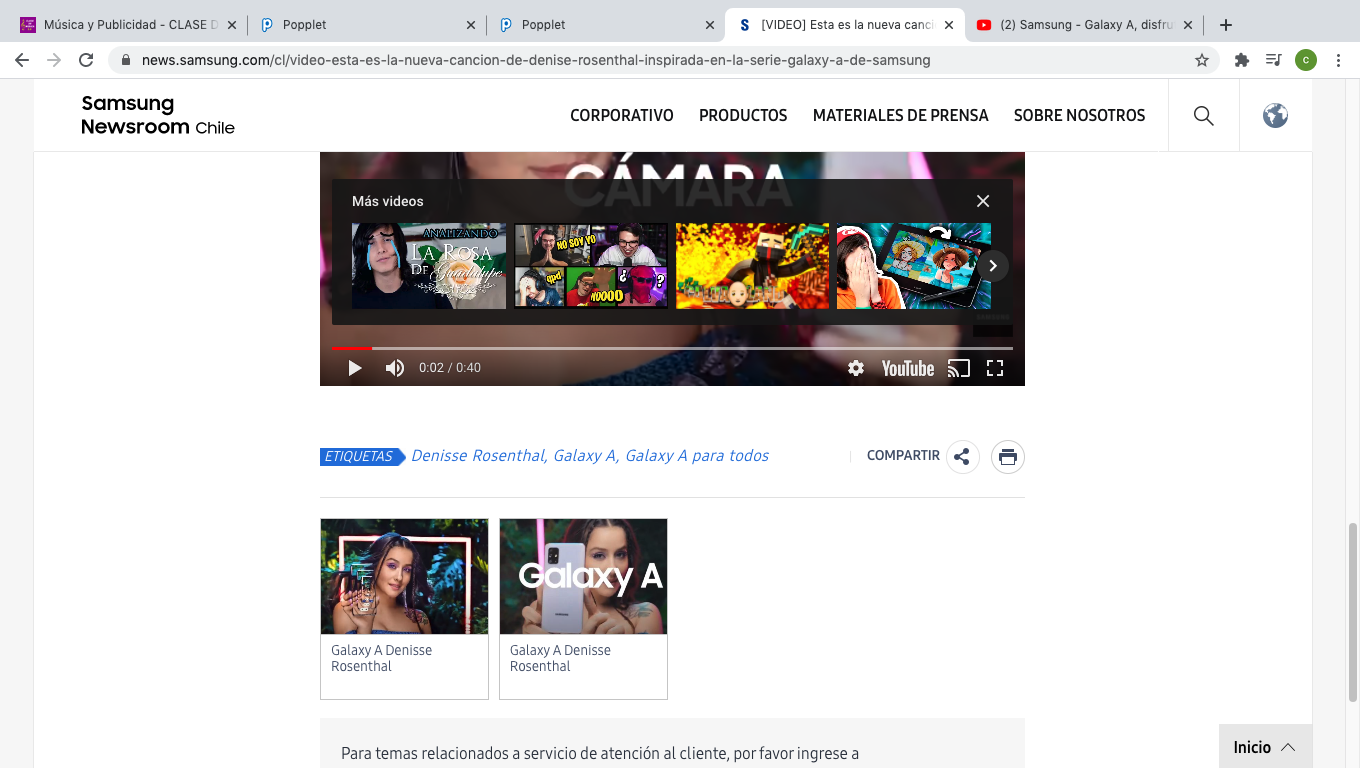 Música y Publicidad - CLASE D
Popplet
Popplet
[VIDEO] Esta es la nueva canci
(2) Samsung - Galaxy A, disfru
news.samsung.com/cl/video-esta-es-la-nueva-cancion-de-denise-rosenthal-inspirada-en-la-serie-galaxy-a-de-samsung
c
Samsung
Newsroom Chile
CORPORATIVO
PRODUCTOS
MATERIALES DE PRENSA
SOBRE NOSOTROS
CÁMARA
Más videos
ANALIZANDO
LA ROSA
DE Guadalupe
NO SOY YO
qpd
NOOOO
¿ ?
0:02 / 0:40
YouTube
ETIQUETAS
Denisse Rosenthal, Galaxy A, Galaxy A para todos
COMPARTIR
Galaxy A
Galaxy A Denisse
Rosenthal
Galaxy A Denisse
Rosenthal
Para temas relacionados a servicio de atención al cliente, por favor ingrese a
Inicio